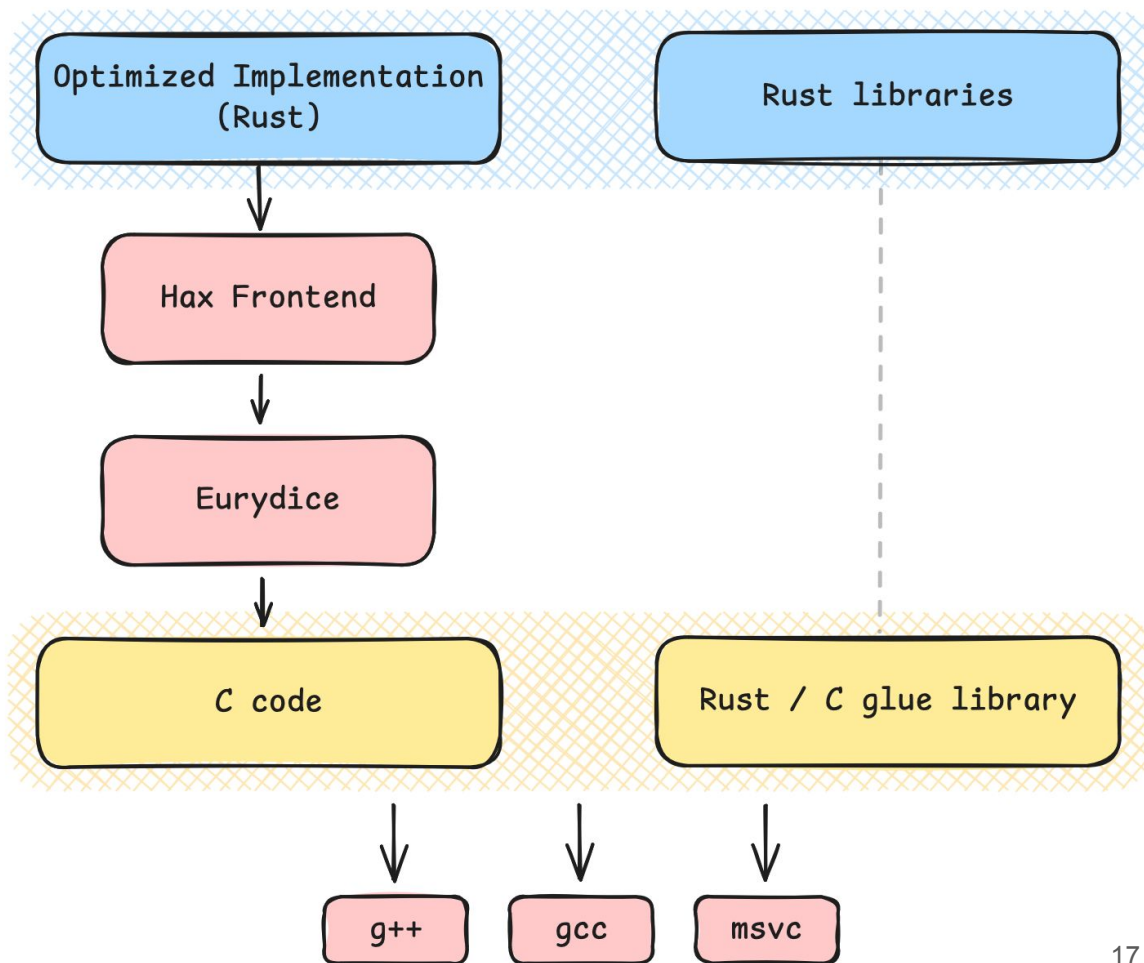 Optimized Implementation
(Rust)
Rust libraries
Hax Frontend
Eurydice
C code
Rust / C glue library
g++
gcc
msvc
17